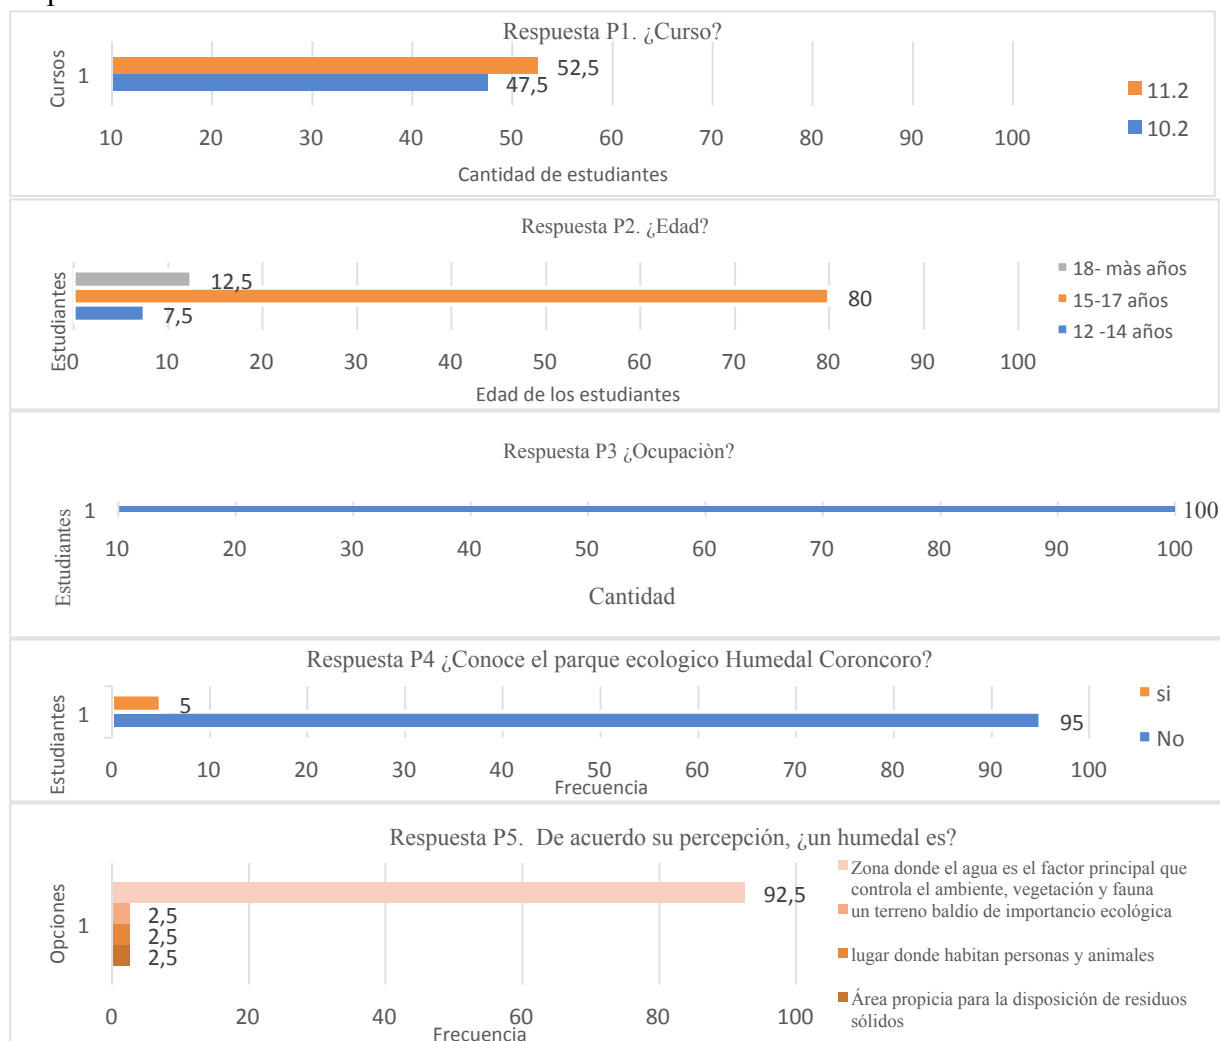 Respuesta P1. ¿Curso?
Cursos
1
52,5
47,5
11.2
10.2
10 20 30 40 50 60 70 80 90 100
Cantidad de estudiantes
Respuesta P2. ¿Edad?
Estudiantes
12,5
80
7,5
18- màs años
15-17 años
12 -14 años
0 10 20 30 40 50 60 70 80 90 100
Edad de los estudiantes
Respuesta P3 ¿Ocupaciòn?
Estudiantes
1
100
10 20 30 40 50 60 70 80 90 100
Cantidad
Respuesta P4 ¿Conoce el parque ecologico Humedal Coroncoro?
Estudiantes
1
5
95
si
No
0 10 20 30 40 50 60 70 80 90 100
Frecuencia
Respuesta P5. De acuerdo su percepción, ¿un humedal es?
Opciones
1
92,5
2,5
2,5
2,5
Zona donde el agua es el factor principal que
controla el ambiente, vegetación y fauna
un terreno baldío de importancio ecológica
lugar donde habitan personas y animales
Área propicia para la disposición de residuos
sólidos
0 20 40 60 80 100
Frecuencia